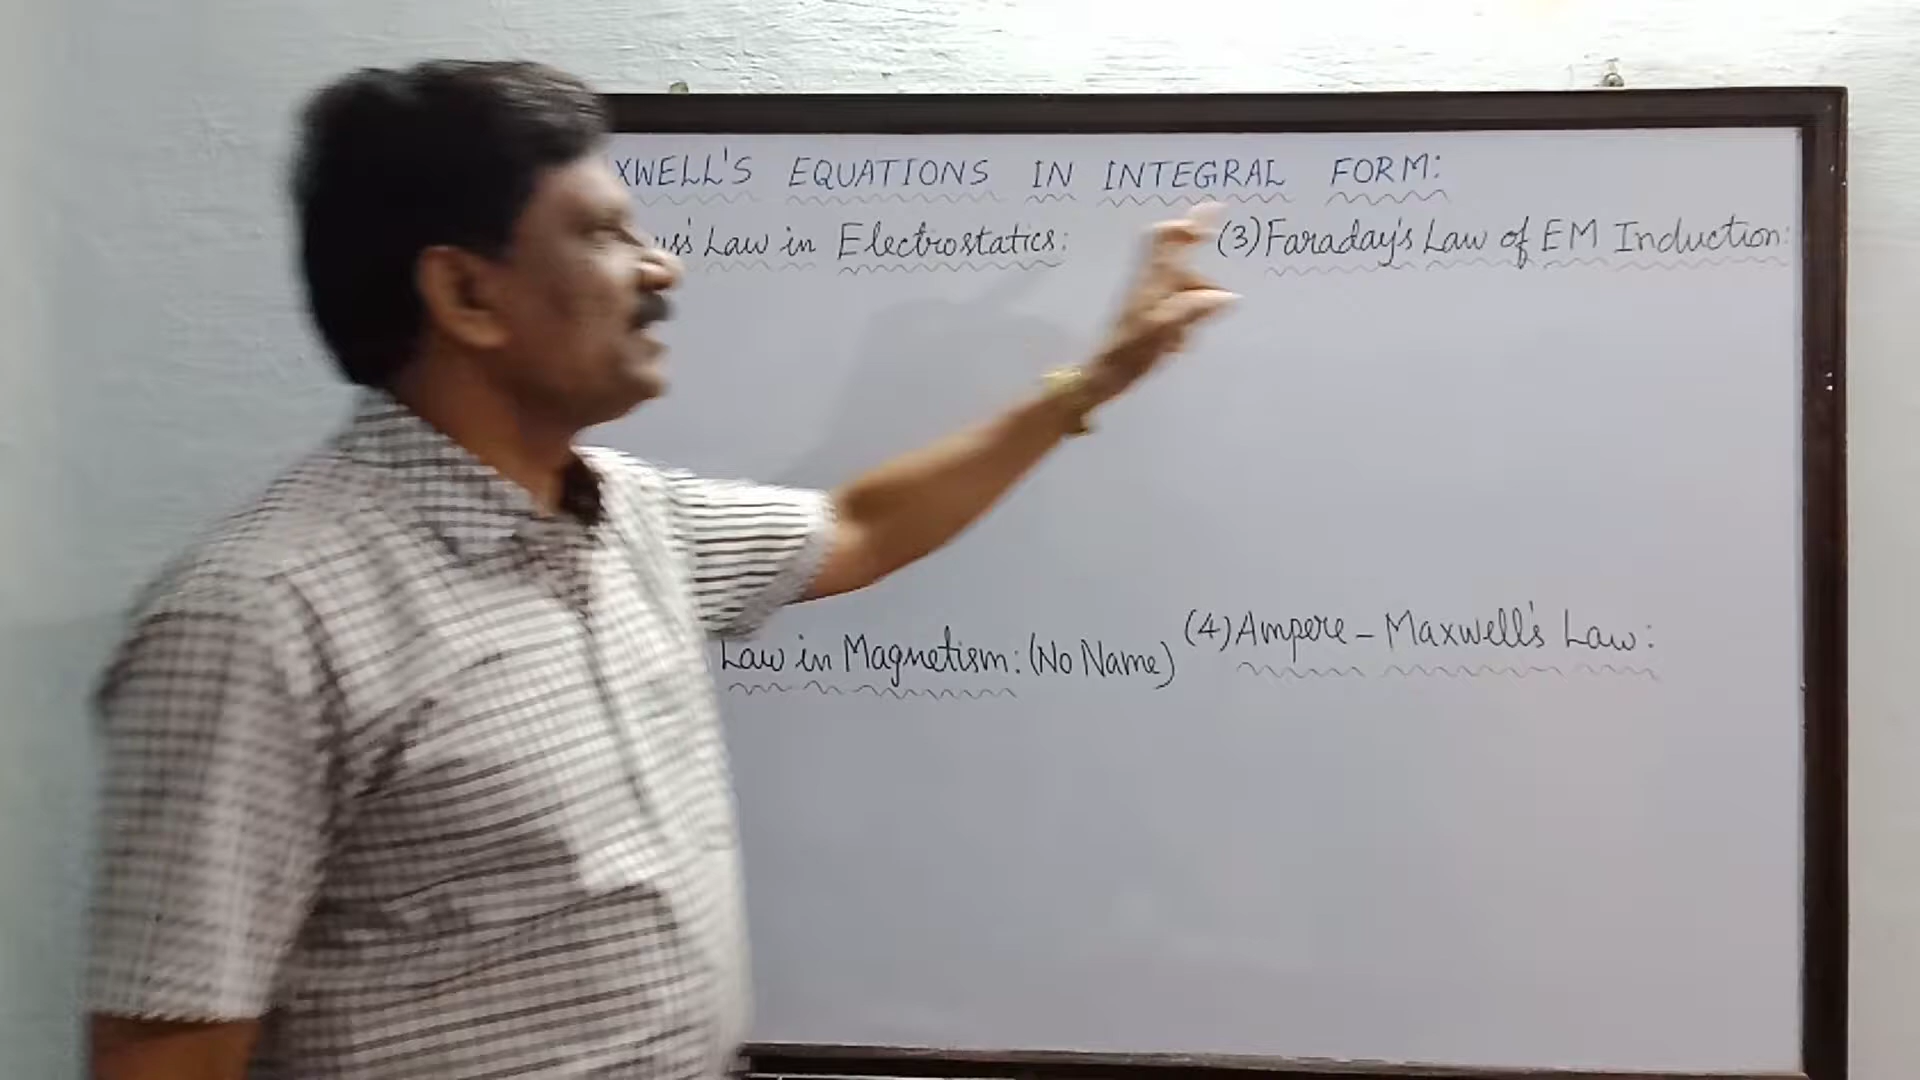 XWELL'S EQUATIONS IN INTEGRAL FORM:
Law in Electrostatics:
(3) Faraday's Law of EM Induction:
Law in Magnetism: (No Name)
(4) Ampere - Maxwell's Law: